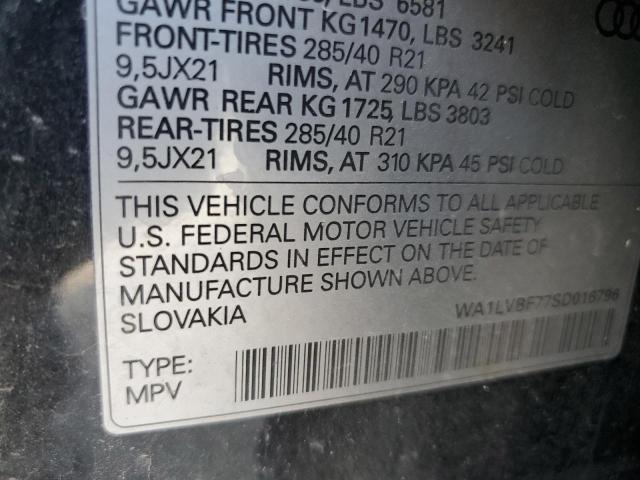 LBS 6581
GAWR FRONT KG1470, LBS 3241
FRONT-TIRES 285/40 R21
9,5JX21 RIMS, AT 290 KPA 42 PSI COLD
GAWR REAR KG1725, LBS 3803
REAR-TIRES 285/40 R21
9,5JX21 RIMS, AT 310 KPA 45 PSI COLD
THIS VEHICLE CONFORMS TO ALL APPLICABLE
U.S. FEDERAL MOTOR VEHICLE SAFETY
STANDARDS IN EFFECT ON THE DATE OF
MANUFACTURE SHOWN ABOVE.
SLOVAKIA
WA1LVBF77SD016796
TYPE:
MPV